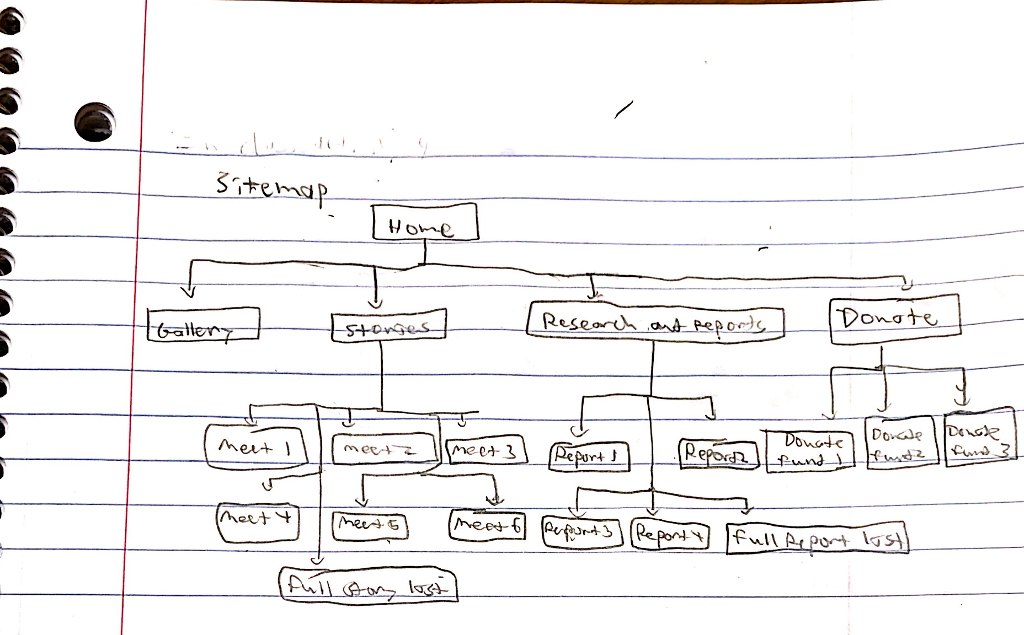 Sitemap
Home
Gallery
Stories
Research and reports
Donate
Meet 1
meet 2
meet 3
Report 1
Report 2
Donate
fund 1
Donate
fund 2
Donate
fund 3
Meet 4
Meet 5
Meet 6
Report 3
Report 4
full Report list
full story list